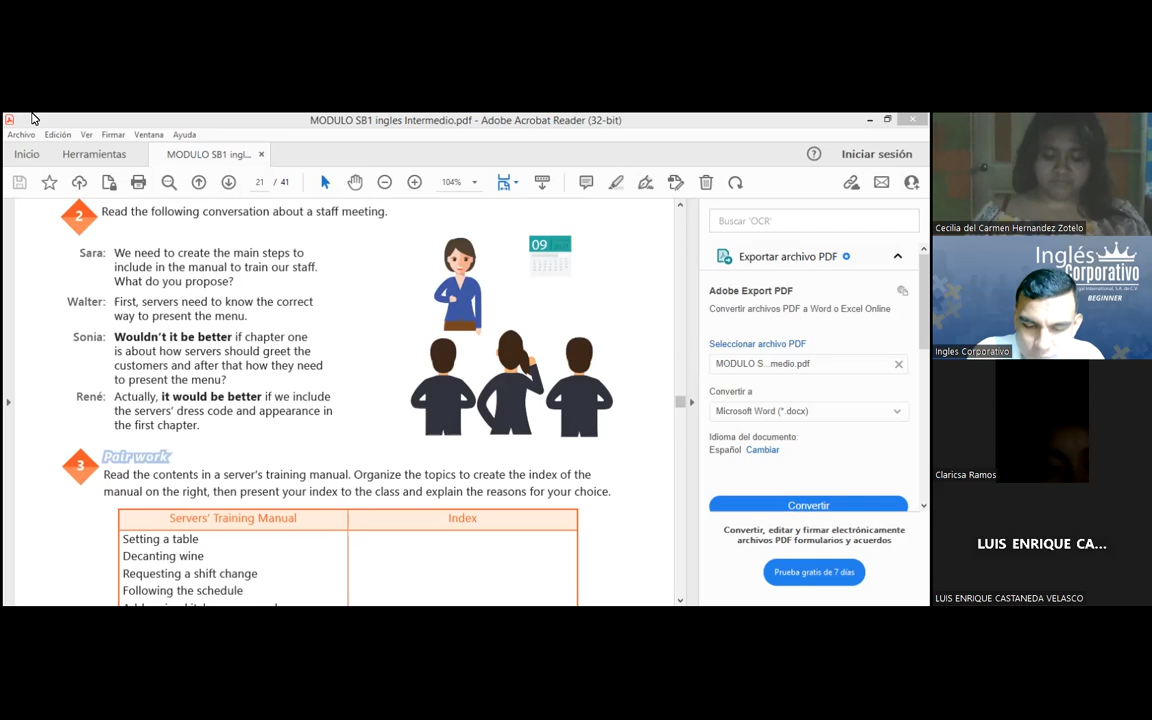 MODULO SB1 ingles Intermedio.pdf - Adobe Acrobat Reader (32-bit)
Archivo Edición Ver Firmar Ventana Ayuda
Inicio Herramientas MODULO SB1 ingl... × Iniciar sesión
21 / 41 104%
2 Read the following conversation about a staff meeting.
Sara: We need to create the main steps to
include in the manual to train our staff.
What do you propose?
Walter: First, servers need to know the correct
way to present the menu.
Sonia: Wouldn't it be better if chapter one
is about how servers should greet the
customers and after that how they need
to present the menu?
René: Actually, it would be better if we include
the servers' dress code and appearance in
the first chapter.
09
3 Pair work
Read the contents in a server's training manual. Organize the topics to create the index of the
manual on the right, then present your index to the class and explain the reasons for your choice.
Servers' Training Manual Index
Setting a table
Decanting wine
Requesting a shift change
Following the schedule
Buscar 'OCR'
Exportar archivo PDF
Adobe Export PDF
Convertir archivos PDF a Word o Excel Online
Seleccionar archivo PDF
MODULO S...medio.pdf
Convertir a
Microsoft Word (*.docx)
Idioma del documento:
Español Cambiar
Convertir
Convertir, editar y firmar electrónicamente
archivos PDF formularios y acuerdos
Prueba gratis de 7 días
Cecilia del Carmen Hernandez Zotelo
Inglés
Corporativo
BEGINNER
Ingles Corporativo
Claricsa Ramos
LUIS ENRIQUE CA...
LUIS ENRIQUE CASTANEDA VELASCO